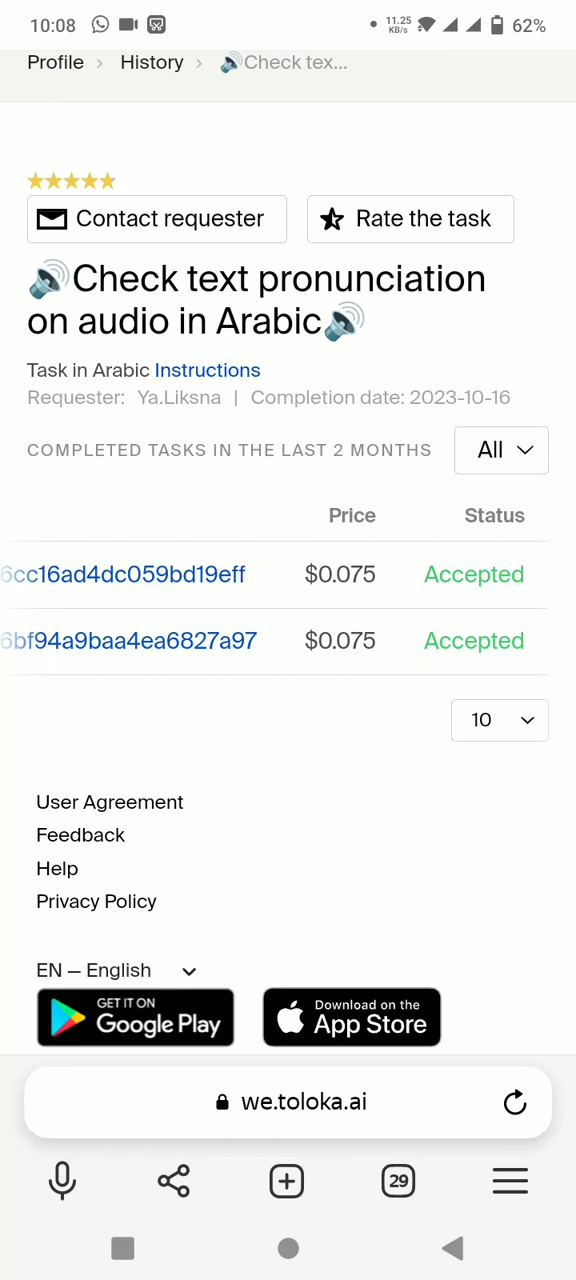 10:08 11.25 KB/s 62%
Profile › History › 🔊Check tex...
★★★★★
Contact requester Rate the task
🔊Check text pronunciation
on audio in Arabic🔊
Task in Arabic Instructions
Requester: Ya.Liksna | Completion date: 2023-10-16
COMPLETED TASKS IN THE LAST 2 MONTHS All
Price Status
6cc16ad4dc059bd19eff $0.075 Accepted
6bf94a9baa4ea6827a97 $0.075 Accepted
10
User Agreement
Feedback
Help
Privacy Policy
EN — English
GET IT ON
Google Play
Download on the
App Store
we.toloka.ai
29